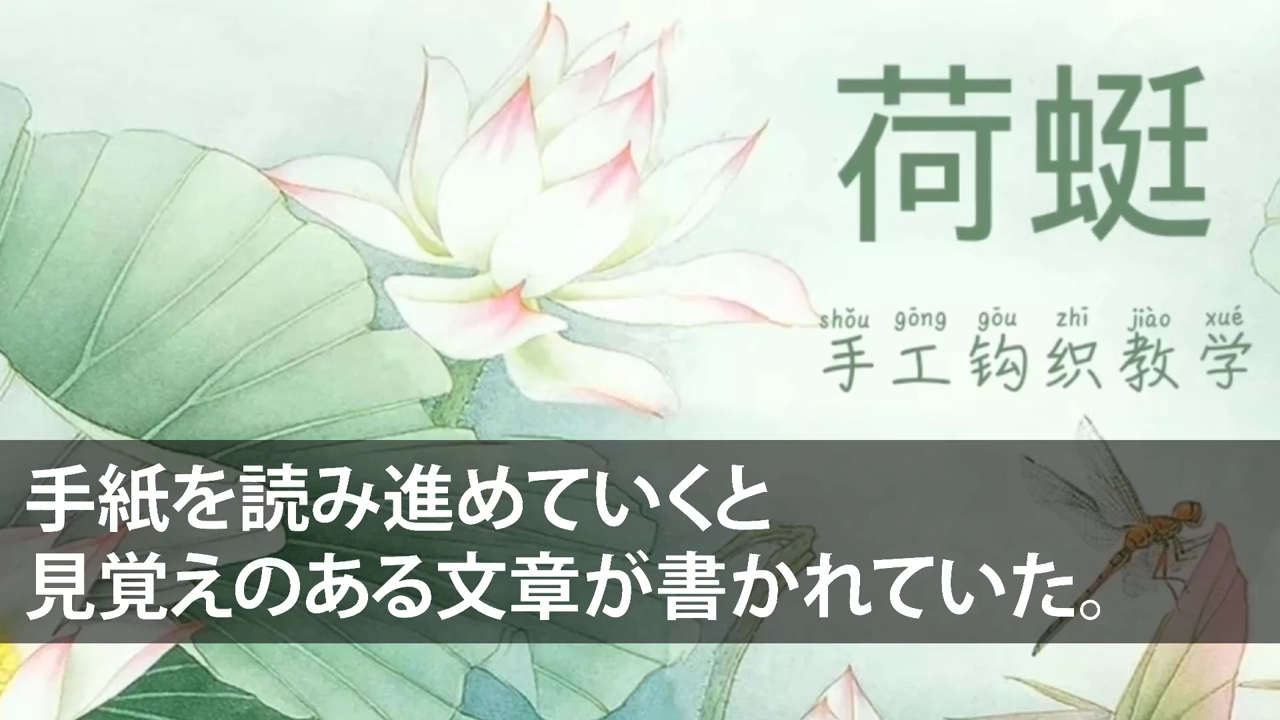 荷蜓
shǒu gōng gōu zhī jiào xué
手工钩织教学
手紙を読み進めていくと
見覚えのある文章が書かれていた。